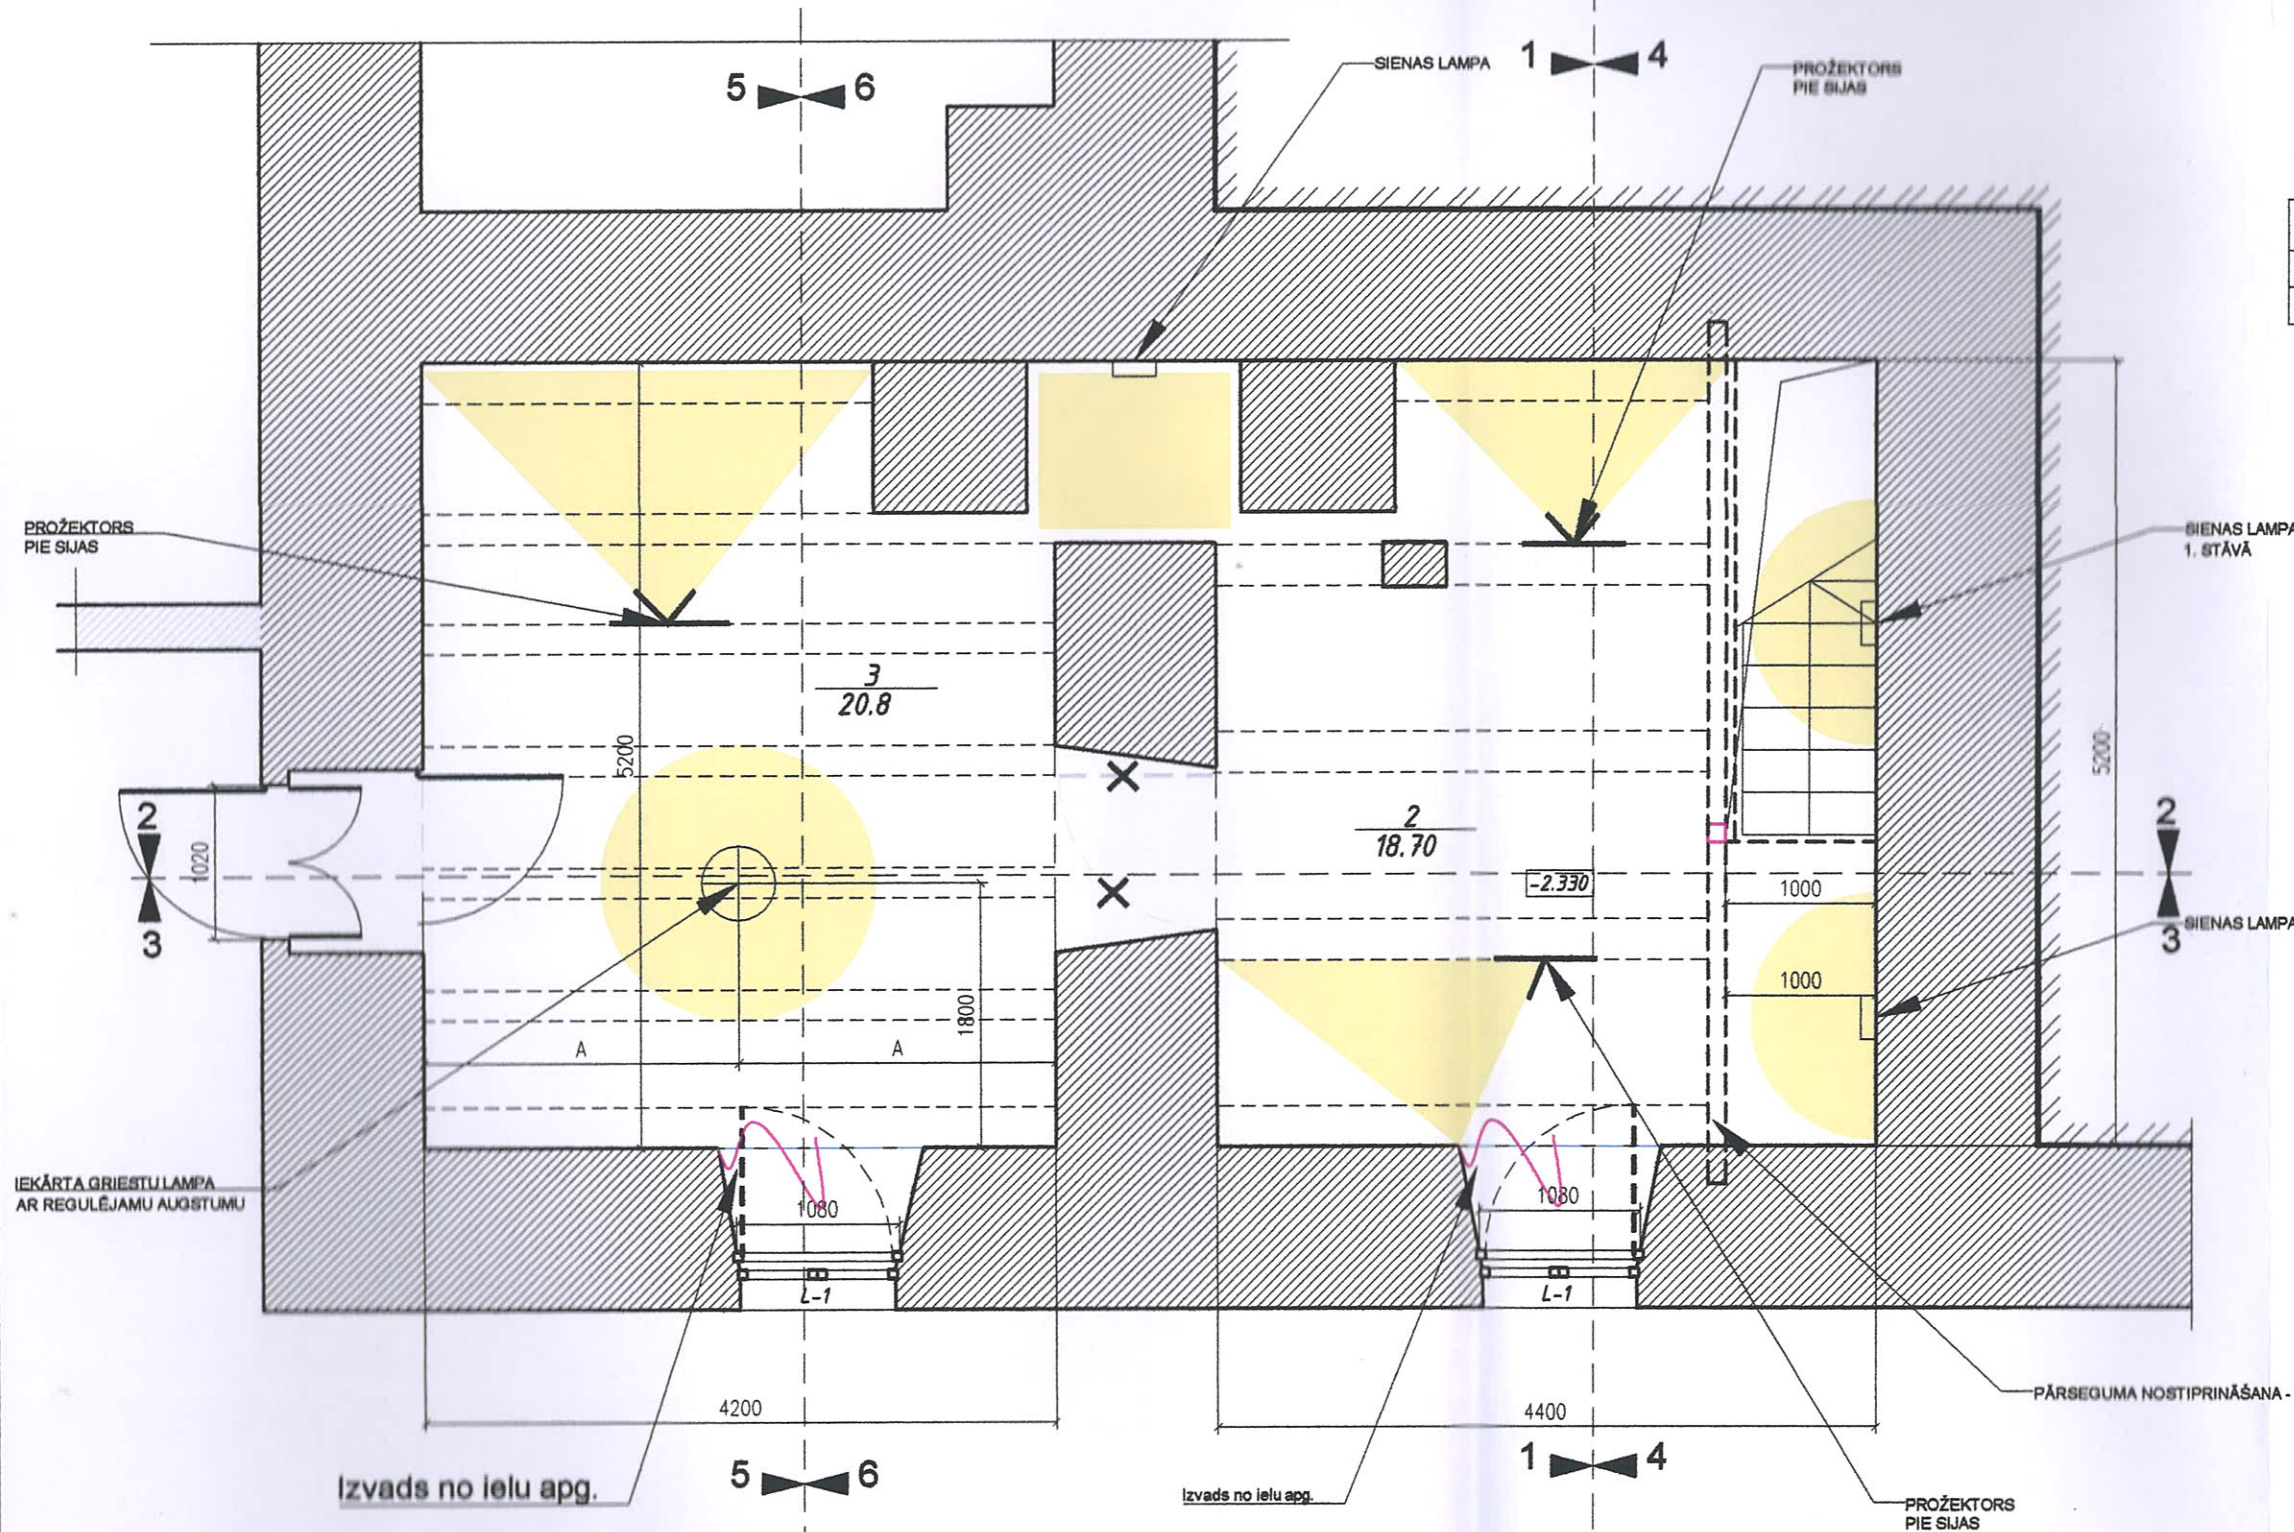 SIENAS LAMPA
1 4
PROŽEKTORS
PIE SIJAS
5 6
PROŽEKTORS
PIE SIJAS
SIENAS LAMPA
1. STĀVĀ
3
20.8
5200
5200
2
1020
3
2
18.70
-2.330
1000
2
3
SIENAS LAMPA
1000
1800
A
A
IEKĀRTA GRIESTU LAMPA
AR REGULĒJAMU AUGSTUMU
1080
1080
L-1
L-1
PĀRSEGUMA NOSTIPRINĀŠANA -
4200
4400
5 6
1 4
Izvads no ielu apg.
Izvads no ielu apg.
PROŽEKTORS
PIE SIJAS